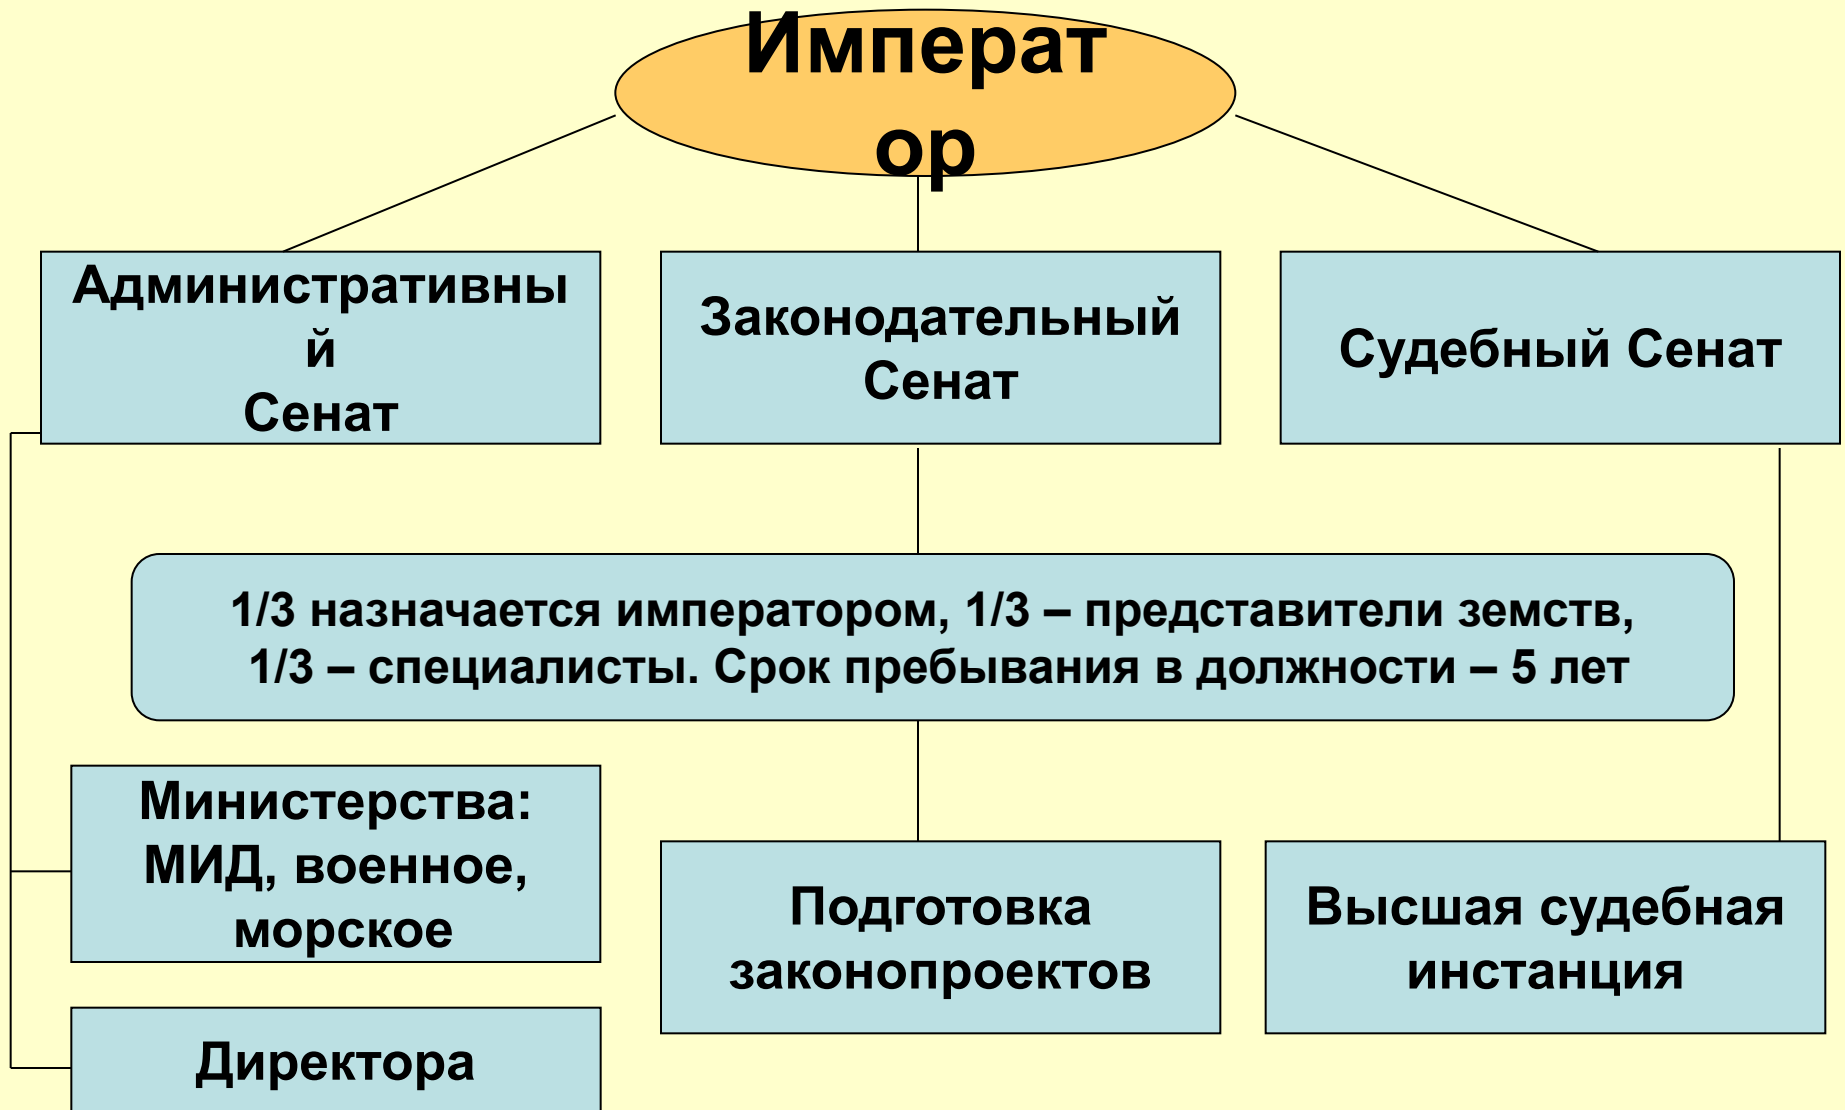 Императ
ор
Административны
й
Сенат
Законодательный
Сенат
Судебный Сенат
1/3 назначается императором, 1/3 – представители земств,
1/3 – специалисты. Срок пребывания в должности – 5 лет
Министерства:
МИД, военное,
морское
Подготовка
законопроектов
Высшая судебная
инстанция
Директора